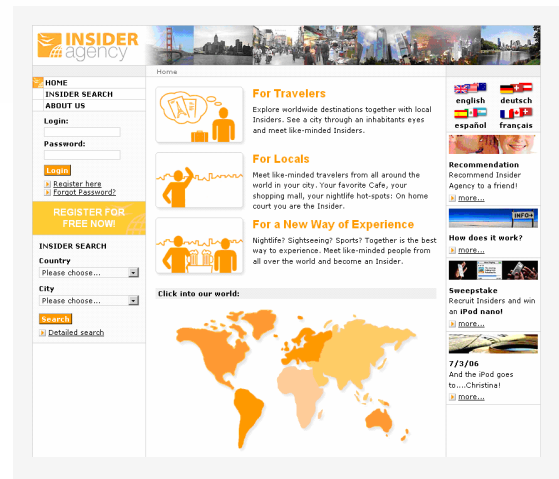 INSIDER
agency
Home
HOME
INSIDER SEARCH
ABOUT US
Login:
Password:
Login
Register here
Forgot Password?
REGISTER FOR
FREE NOW!
INSIDER SEARCH
Country
Please choose...
City
Please choose...
Search
Detailed search
For Travelers
Explore worldwide destinations together with local
Insiders. See a city through an inhabitants eyes
and meet like-minded Insiders.
For Locals
Meet like-minded travelers from all around the
world in your city. Your favorite Cafe, your
shopping mall, your nightlife hot-spots: On home
court you are the Insider.
For a New Way of Experience
Nightlife? Sightseeing? Sports? Together is the best
way to experience. Meet like-minded people from
all over the world and become an Insider.
Click into our world:
english deutsch
español français
Recommendation
Recommend Insider
Agency to a friend!
more...
INFO
How does it work?
more...
Sweepstake
Recruit Insiders and win
an iPod nano!
more...
7/3/06
And the iPod goes
to....Christina!
more...